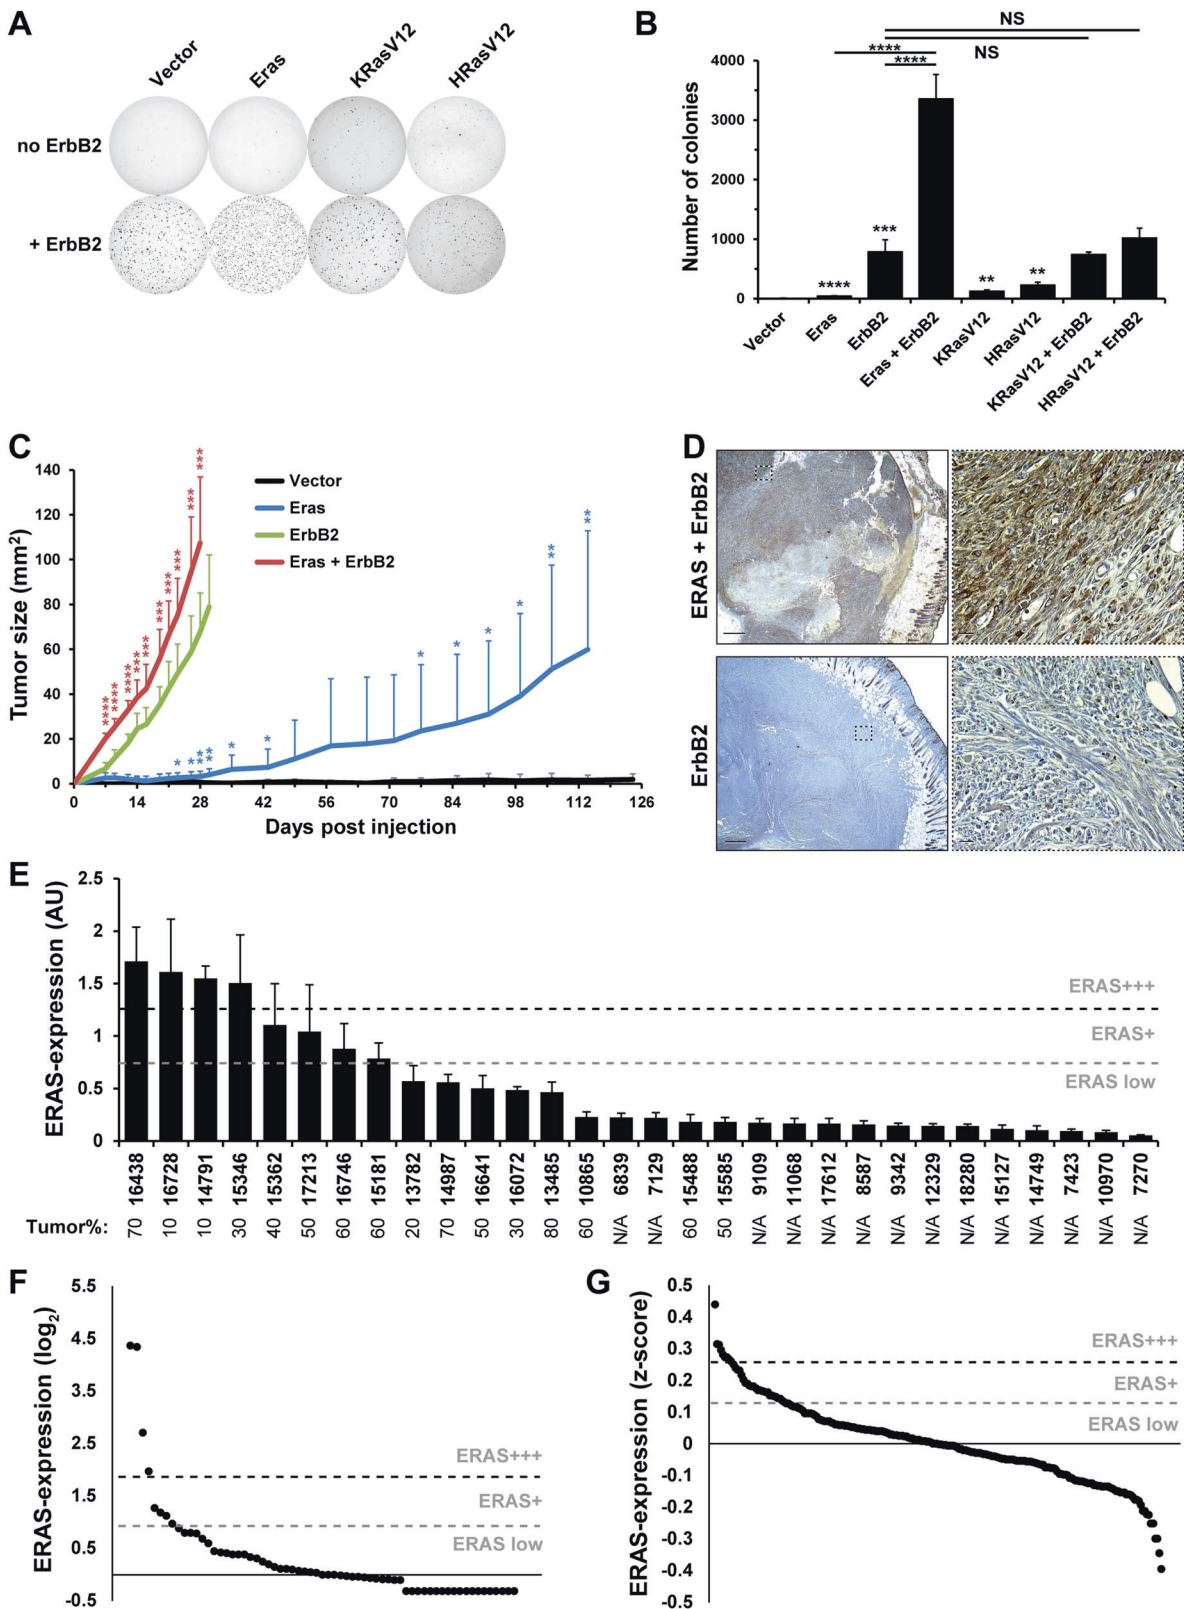 A
Vector
Eras
KRasV12
HRasV12
no ErbB2
+ ErbB2
B
NS
NS
****
****
Number of colonies
4000
3000
2000
1000
0
****
***
**
**
Vector
Eras
ErbB2
Eras + ErbB2
KRasV12
HRasV12
KRasV12 + ErbB2
HRasV12 + ErbB2
C
Tumor size (mm²)
140
120
100
80
60
40
20
0
Vector
Eras
ErbB2
Eras + ErbB2
0 14 28 42 56 70 84 98 112 126
Days post injection
D
ERAS + ErbB2
ErbB2
E
ERAS-expression (AU)
2.5
2
1.5
1
0.5
0
ERAS+++
ERAS+
ERAS low
16438 16728 14791 15346 15362 17213 16746 15181 13782 14987 16641 16072 13485 10865 6839 7129 15488 15585 9109 11068 17612 8587 9342 12329 18280 15127 14749 7423 10970 7270
Tumor%: 70 10 10 30 40 50 60 60 20 70 50 30 80 60 N/A N/A 60 50 N/A N/A N/A N/A N/A N/A N/A N/A N/A N/A N/A N/A
F
ERAS-expression (log₂)
5.5
4.5
3.5
2.5
1.5
0.5
-0.5
ERAS+++
ERAS+
ERAS low
G
ERAS-expression (z-score)
0.5
0.4
0.3
0.2
0.1
0
-0.1
-0.2
-0.3
-0.4
-0.5
ERAS+++
ERAS+
ERAS low